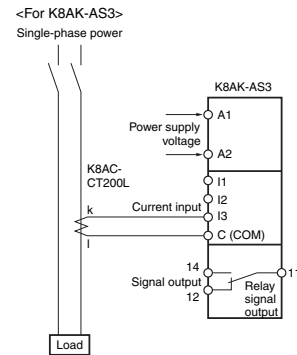 <For K8AK-AS3>
Single-phase power
K8AK-AS3
A1
Power supply
voltage
A2
K8AC-
CT200L
I1
I2
k
Current input
I3
l
C (COM)
14
11
Signal output
Relay
signal
output
12
Load